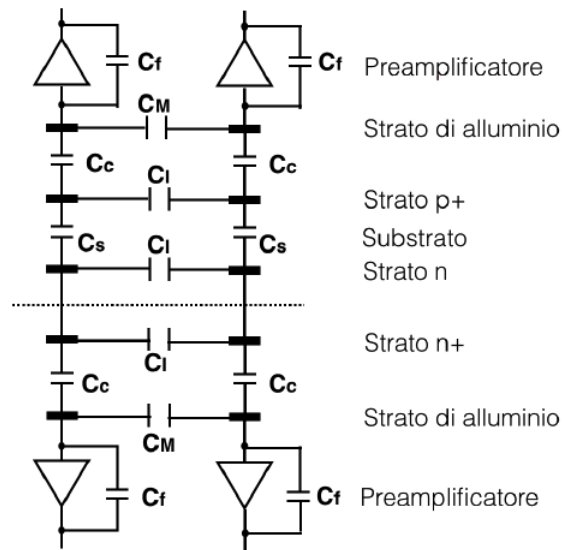 Cf Cf Preamplificatore
CM Strato di alluminio
Cc Cc
CI Strato p+
Cs CI Cs Substrato
Strato n
Strato n+
CI
Cc Cc
Strato di alluminio
CM
Cf Cf Preamplificatore